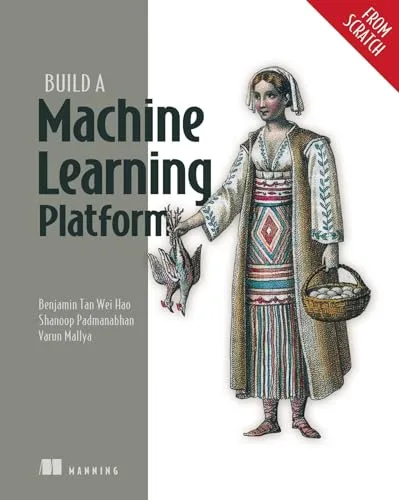 FROM
SCRATCH
BUILD A
Machine
Learning
Platform
Benjamin Tan Wei Hao
Shanoop Padmanabhan
Varun Mallya
MANNING